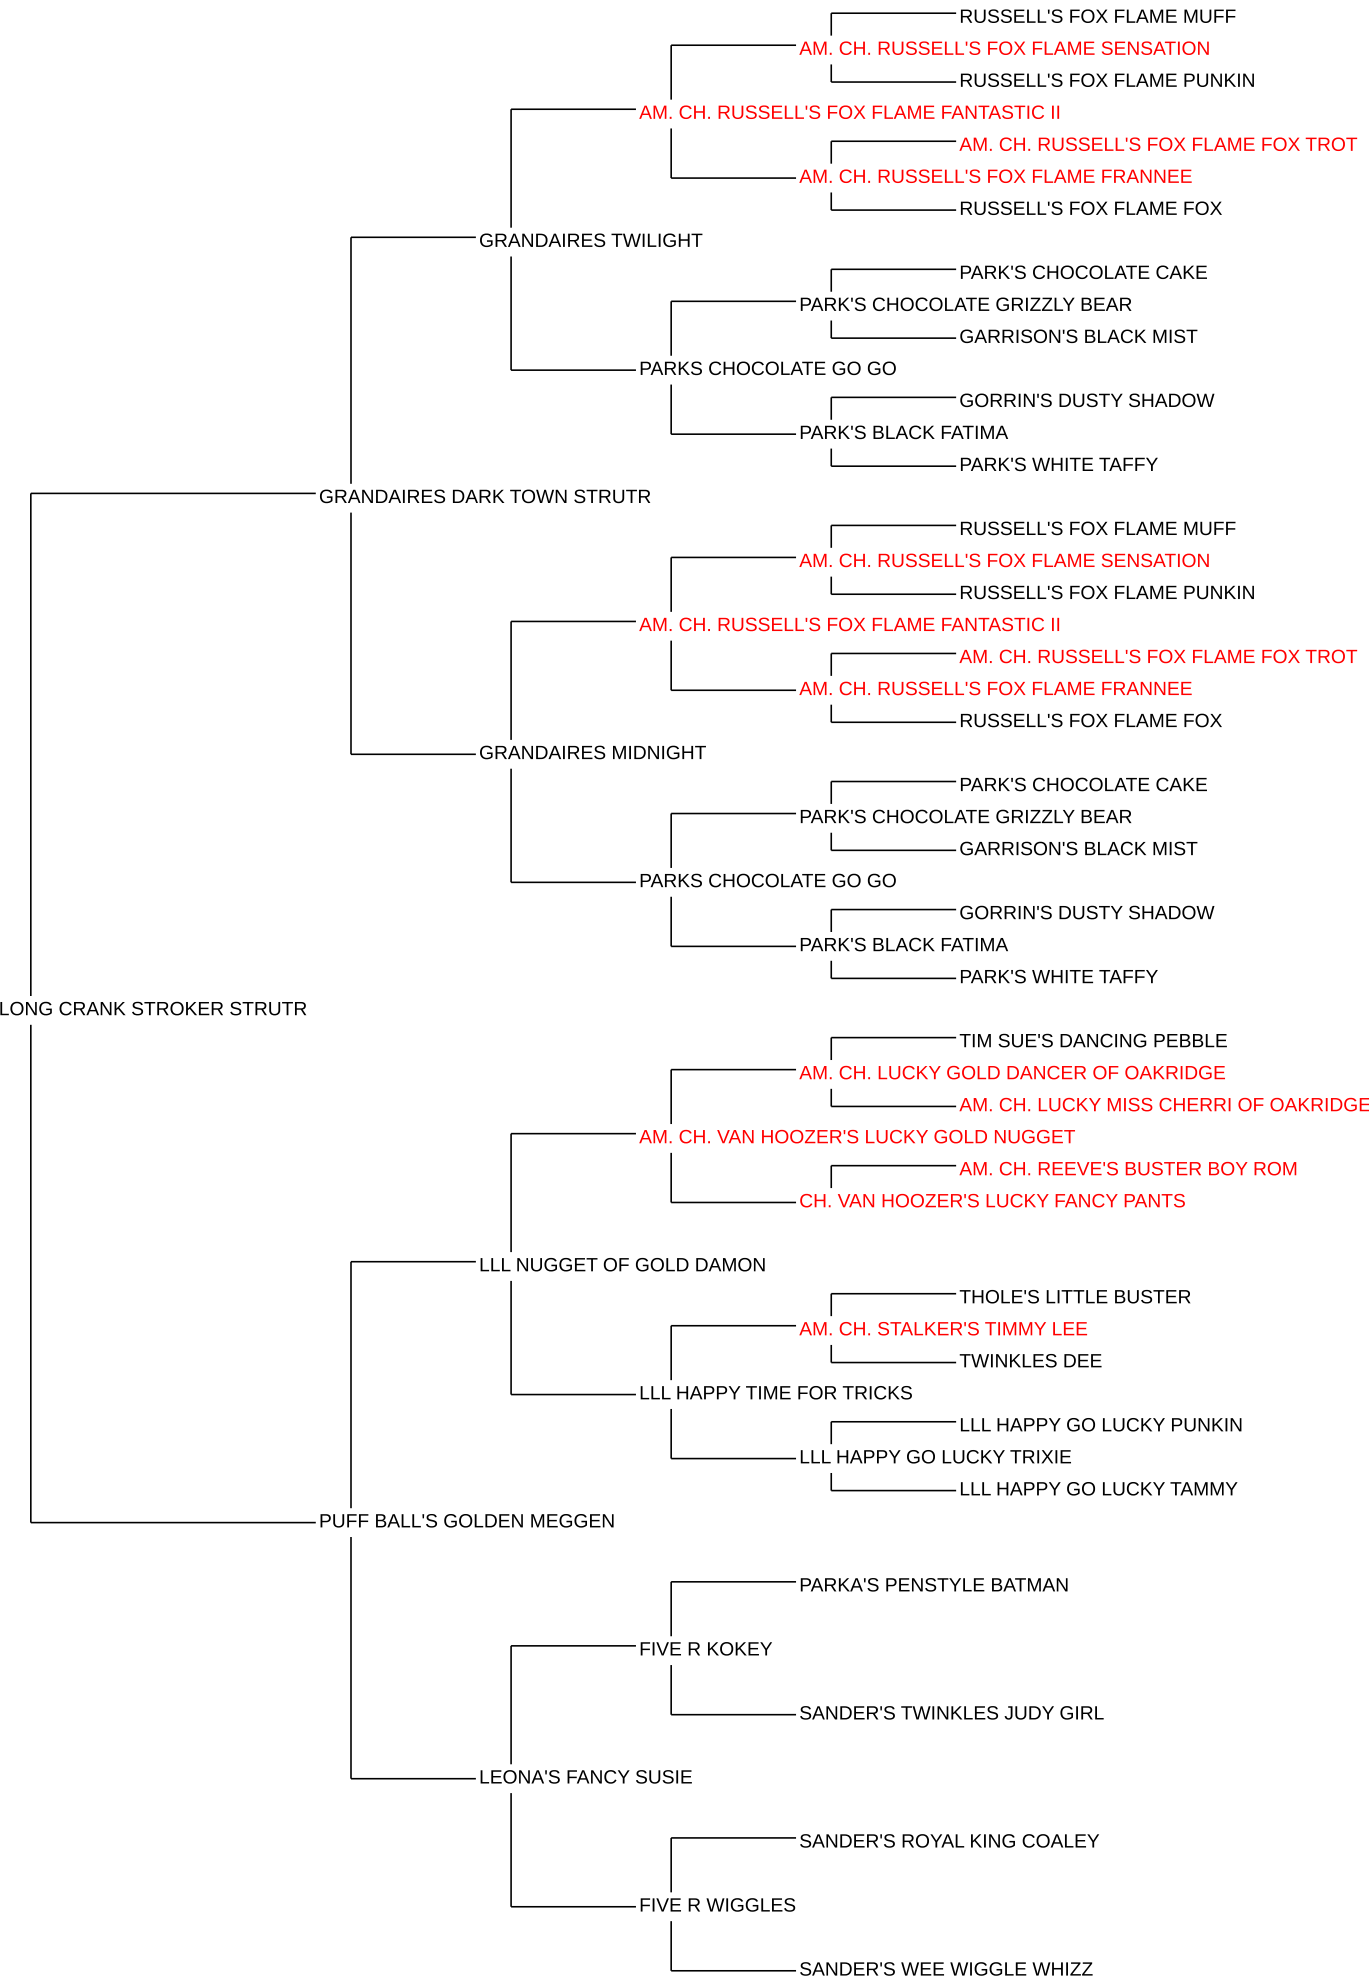 RUSSELL'S FOX FLAME MUFF
AM. CH. RUSSELL'S FOX FLAME SENSATION
RUSSELL'S FOX FLAME PUNKIN
AM. CH. RUSSELL'S FOX FLAME FANTASTIC II
AM. CH. RUSSELL'S FOX FLAME FOX TROT
AM. CH. RUSSELL'S FOX FLAME FRANNEE
RUSSELL'S FOX FLAME FOX
GRANDAIRES TWILIGHT
PARK'S CHOCOLATE CAKE
PARK'S CHOCOLATE GRIZZLY BEAR
GARRISON'S BLACK MIST
PARKS CHOCOLATE GO GO
GORRIN'S DUSTY SHADOW
PARK'S BLACK FATIMA
PARK'S WHITE TAFFY
GRANDAIRES DARK TOWN STRUTR
RUSSELL'S FOX FLAME MUFF
AM. CH. RUSSELL'S FOX FLAME SENSATION
RUSSELL'S FOX FLAME PUNKIN
AM. CH. RUSSELL'S FOX FLAME FANTASTIC II
AM. CH. RUSSELL'S FOX FLAME FOX TROT
AM. CH. RUSSELL'S FOX FLAME FRANNEE
RUSSELL'S FOX FLAME FOX
GRANDAIRES MIDNIGHT
PARK'S CHOCOLATE CAKE
PARK'S CHOCOLATE GRIZZLY BEAR
GARRISON'S BLACK MIST
PARKS CHOCOLATE GO GO
GORRIN'S DUSTY SHADOW
PARK'S BLACK FATIMA
PARK'S WHITE TAFFY
LONG CRANK STROKER STRUTR
TIM SUE'S DANCING PEBBLE
AM. CH. LUCKY GOLD DANCER OF OAKRIDGE
AM. CH. LUCKY MISS CHERRI OF OAKRIDGE
AM. CH. VAN HOOZER'S LUCKY GOLD NUGGET
AM. CH. REEVE'S BUSTER BOY ROM
CH. VAN HOOZER'S LUCKY FANCY PANTS
LLL NUGGET OF GOLD DAMON
THOLE'S LITTLE BUSTER
AM. CH. STALKER'S TIMMY LEE
TWINKLES DEE
LLL HAPPY TIME FOR TRICKS
LLL HAPPY GO LUCKY PUNKIN
LLL HAPPY GO LUCKY TRIXIE
LLL HAPPY GO LUCKY TAMMY
PUFF BALL'S GOLDEN MEGGEN
PARKA'S PENSTYLE BATMAN
FIVE R KOKEY
SANDER'S TWINKLES JUDY GIRL
LEONA'S FANCY SUSIE
SANDER'S ROYAL KING COALEY
FIVE R WIGGLES
SANDER'S WEE WIGGLE WHIZZ